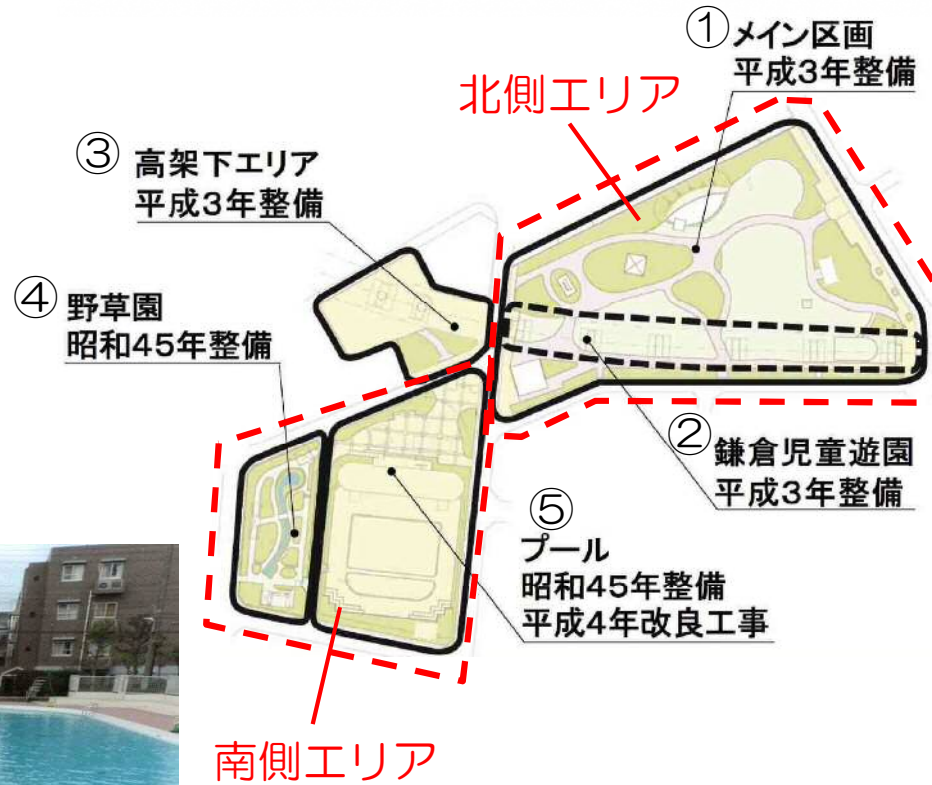 ① メイン区画
平成3年整備
北側エリア
③ 高架下エリア
平成3年整備
④ 野草園
昭和45年整備
② 鎌倉児童遊園
平成3年整備
⑤
プール
昭和45年整備
平成4年改良工事
南側エリア